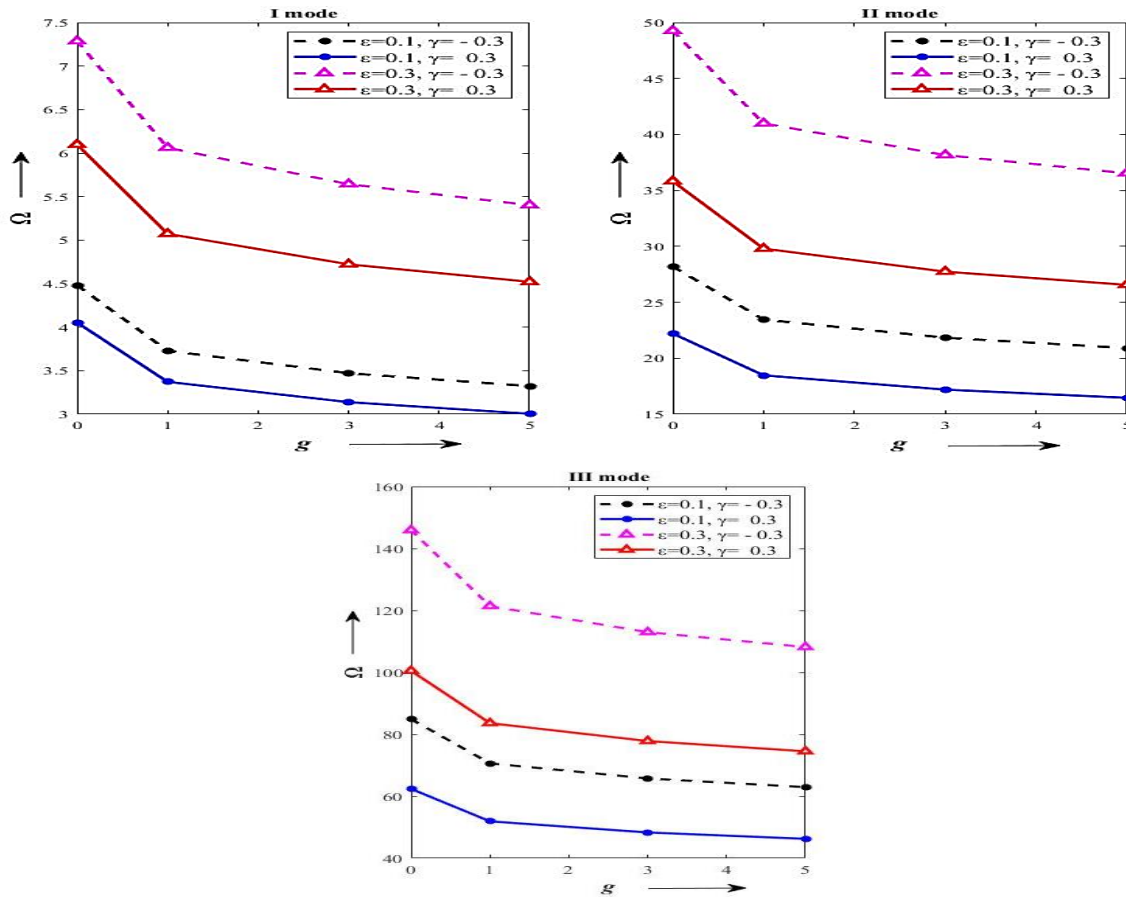 I mode
7.5
7
6.5
6
5.5
5
4.5
4
3.5
3
Ω
ε=0.1, γ= - 0.3
ε=0.1, γ= 0.3
ε=0.3, γ= - 0.3
ε=0.3, γ= 0.3
0 1 2 3 4 5
g
II mode
50
45
40
35
30
25
20
15
Ω
ε=0.1, γ= - 0.3
ε=0.1, γ= 0.3
ε=0.3, γ= - 0.3
ε=0.3, γ= 0.3
0 1 2 3 4 5
g
III mode
160
140
120
100
80
60
40
Ω
ε=0.1, γ= - 0.3
ε=0.1, γ= 0.3
ε=0.3, γ= - 0.3
ε=0.3, γ= 0.3
0 1 2 3 4 5
g